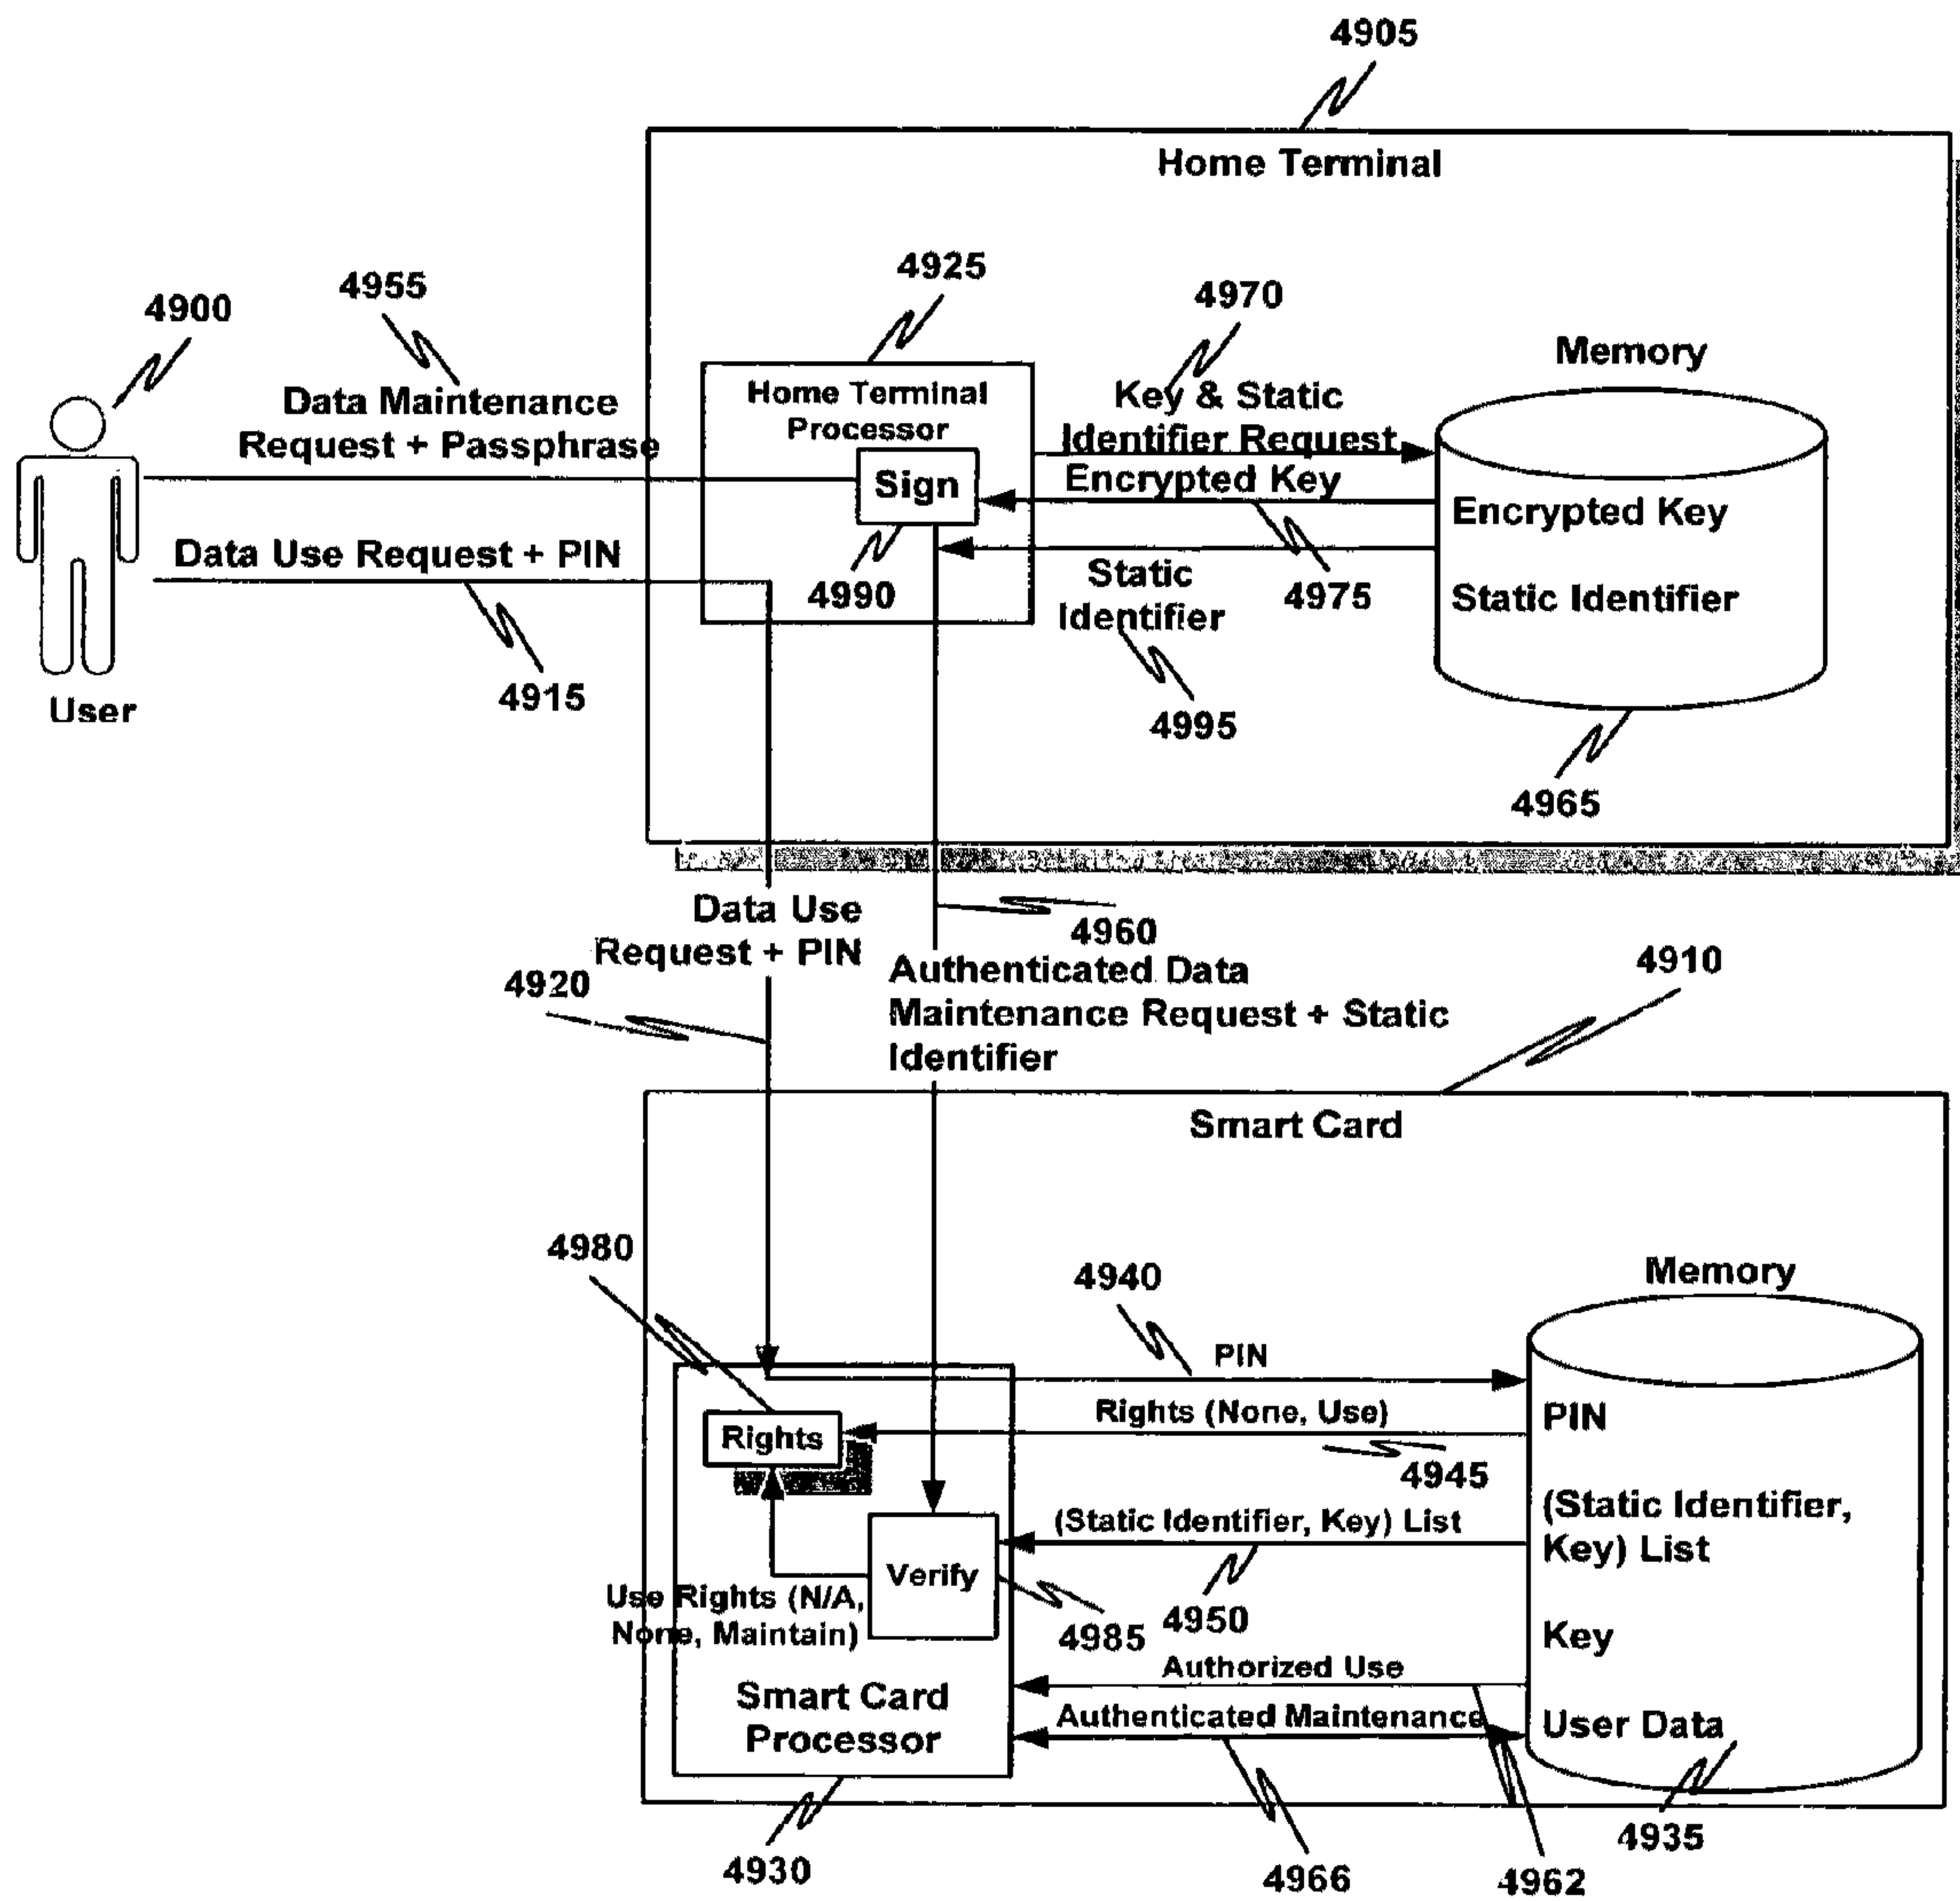 4905
Home Terminal
4925
4970
4955
4900
Memory
Data Maintenance
Request + Passphrase
Home Terminal
Processor
Key & Static
Identifier Request
Sign
Encrypted Key
Encrypted Key
Data Use Request + PIN
4990
Static
Identifier
4975
Static Identifier
4915
User
4995
4965
Data Use
Request + PIN
4960
4920
Authenticated Data
Maintenance Request + Static
Identifier
4910
Smart Card
4980
4940
Memory
PIN
Rights (None, Use)
PIN
Rights
4945
(Static Identifier, Key) List
(Static Identifier,
Key) List
Verify
Use Rights (N/A,
None, Maintain)
4985
4950
Key
Authorized Use
Smart Card
Processor
Authenticated Maintenance
User Data
4930
4966
4962
4935